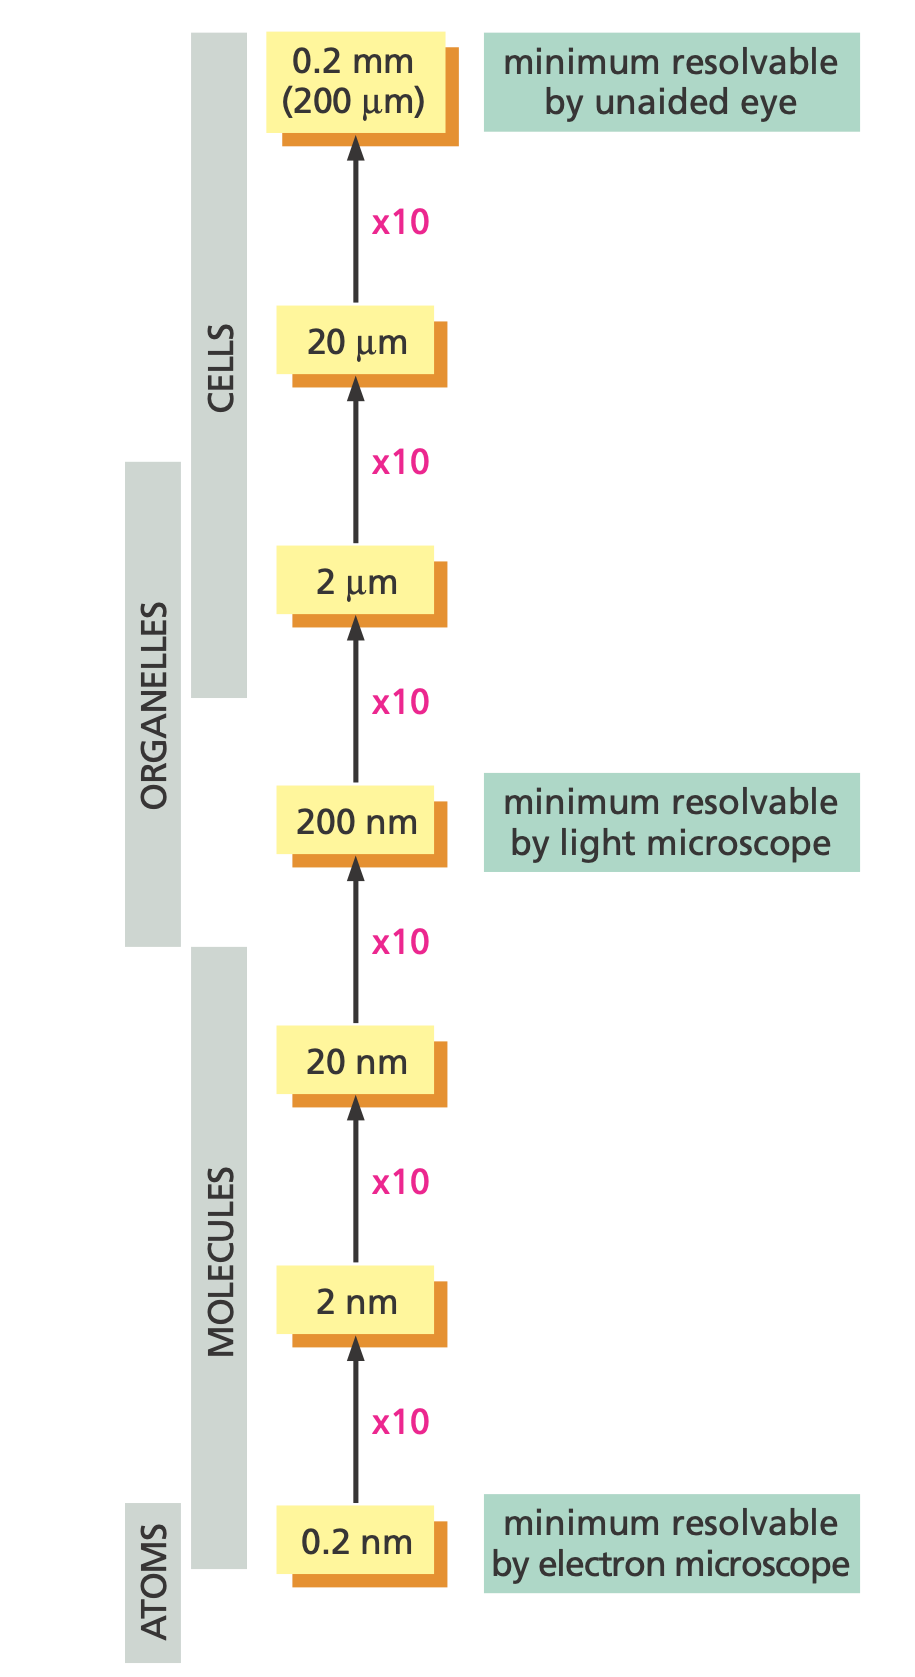 0.2 mm
(200 µm)
minimum resolvable
by unaided eye
x10
CELLS
20 µm
x10
ORGANELLES
2 µm
x10
200 nm
minimum resolvable
by light microscope
x10
20 nm
MOLECULES
x10
2 nm
x10
ATOMS
0.2 nm
minimum resolvable
by electron microscope